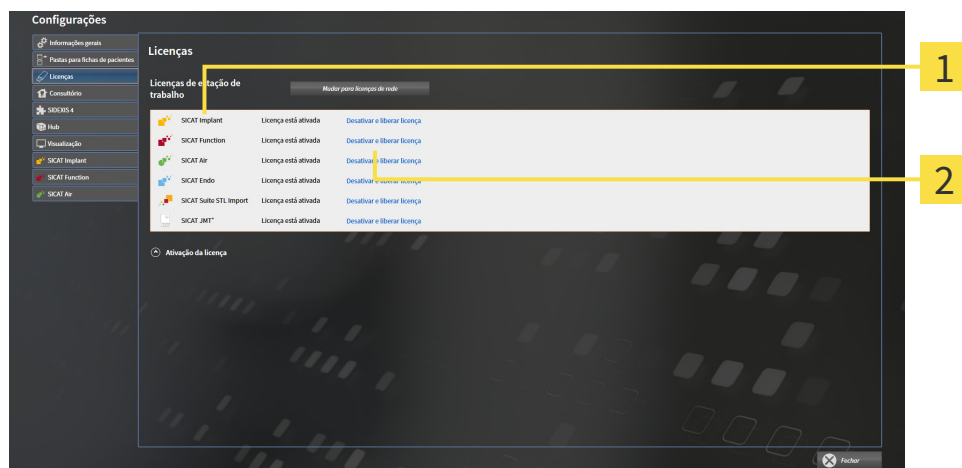 Configurações
Informações gerais
Pastas para fichas de pacientes
Licenças
Consultório
SIDEXIS 4
Hub
Visualização
SICAT Implant
SICAT Function
SICAT Air
Licenças
Licenças de estação de trabalho
Mudar para licenças de rede
SICAT Implant Licença está ativada Desativar e liberar licença
SICAT Function Licença está ativada Desativar e liberar licença
SICAT Air Licença está ativada Desativar e liberar licença
SICAT Endo Licença está ativada Desativar e liberar licença
SICAT Suite STL Import Licença está ativada Desativar e liberar licença
SICAT JMT+ Licença está ativada Desativar e liberar licença
Ativação da licença
Fechar
1
2